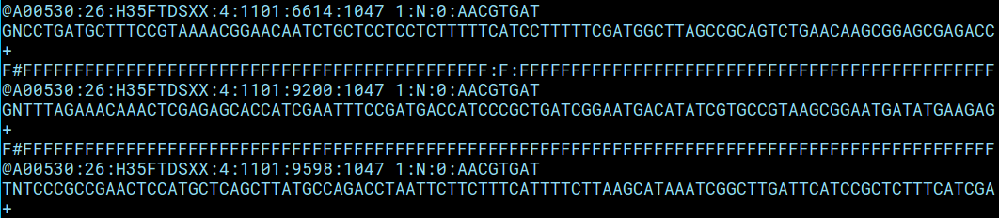 @A00530:26:H35FTDSXX:4:1101:6614:1047 1:N:0:AACGTGAT
GNCCTGATGCTTTCCGTAAAACGGAACAATCTGCTCCTCCTCTTTTTCATCCTTTTTCGATGGCTTAGCCGCAGTCTGAACAAGCGGAGCGAGACC
+
F#FFFFFFFFFFFFFFFFFFFFFFFFFFFFFFFFFFFFFFFFFFFFF:F:FFFFFFFFFFFFFFFFFFFFFFFFFFFFFFFFFFFFFFFFFFFFFF
@A00530:26:H35FTDSXX:4:1101:9200:1047 1:N:0:AACGTGAT
GNTTTAGAAACAAACTCGAGAGCACCATCGAATTTCCGATGACCATCCCGCTGATCGGAATGACATATCGTGCCGTAAGCGGAATGATATGAAGAG
+
F#FFFFFFFFFFFFFFFFFFFFFFFFFFFFFFFFFFFFFFFFFFFFFFFFFFFFFFFFFFFFFFFFFFFFFFFFFFFFFFFFFFFFFFFFFFFFFF
@A00530:26:H35FTDSXX:4:1101:9598:1047 1:N:0:AACGTGAT
TNTCCCGCCGAACTCCATGCTCAGCTTATGCCAGACCTAATTCTTCTTTCATTTTCTTAAGCATAAATCGGCTTGATTCATCCGCTCTTTCATCGA
+